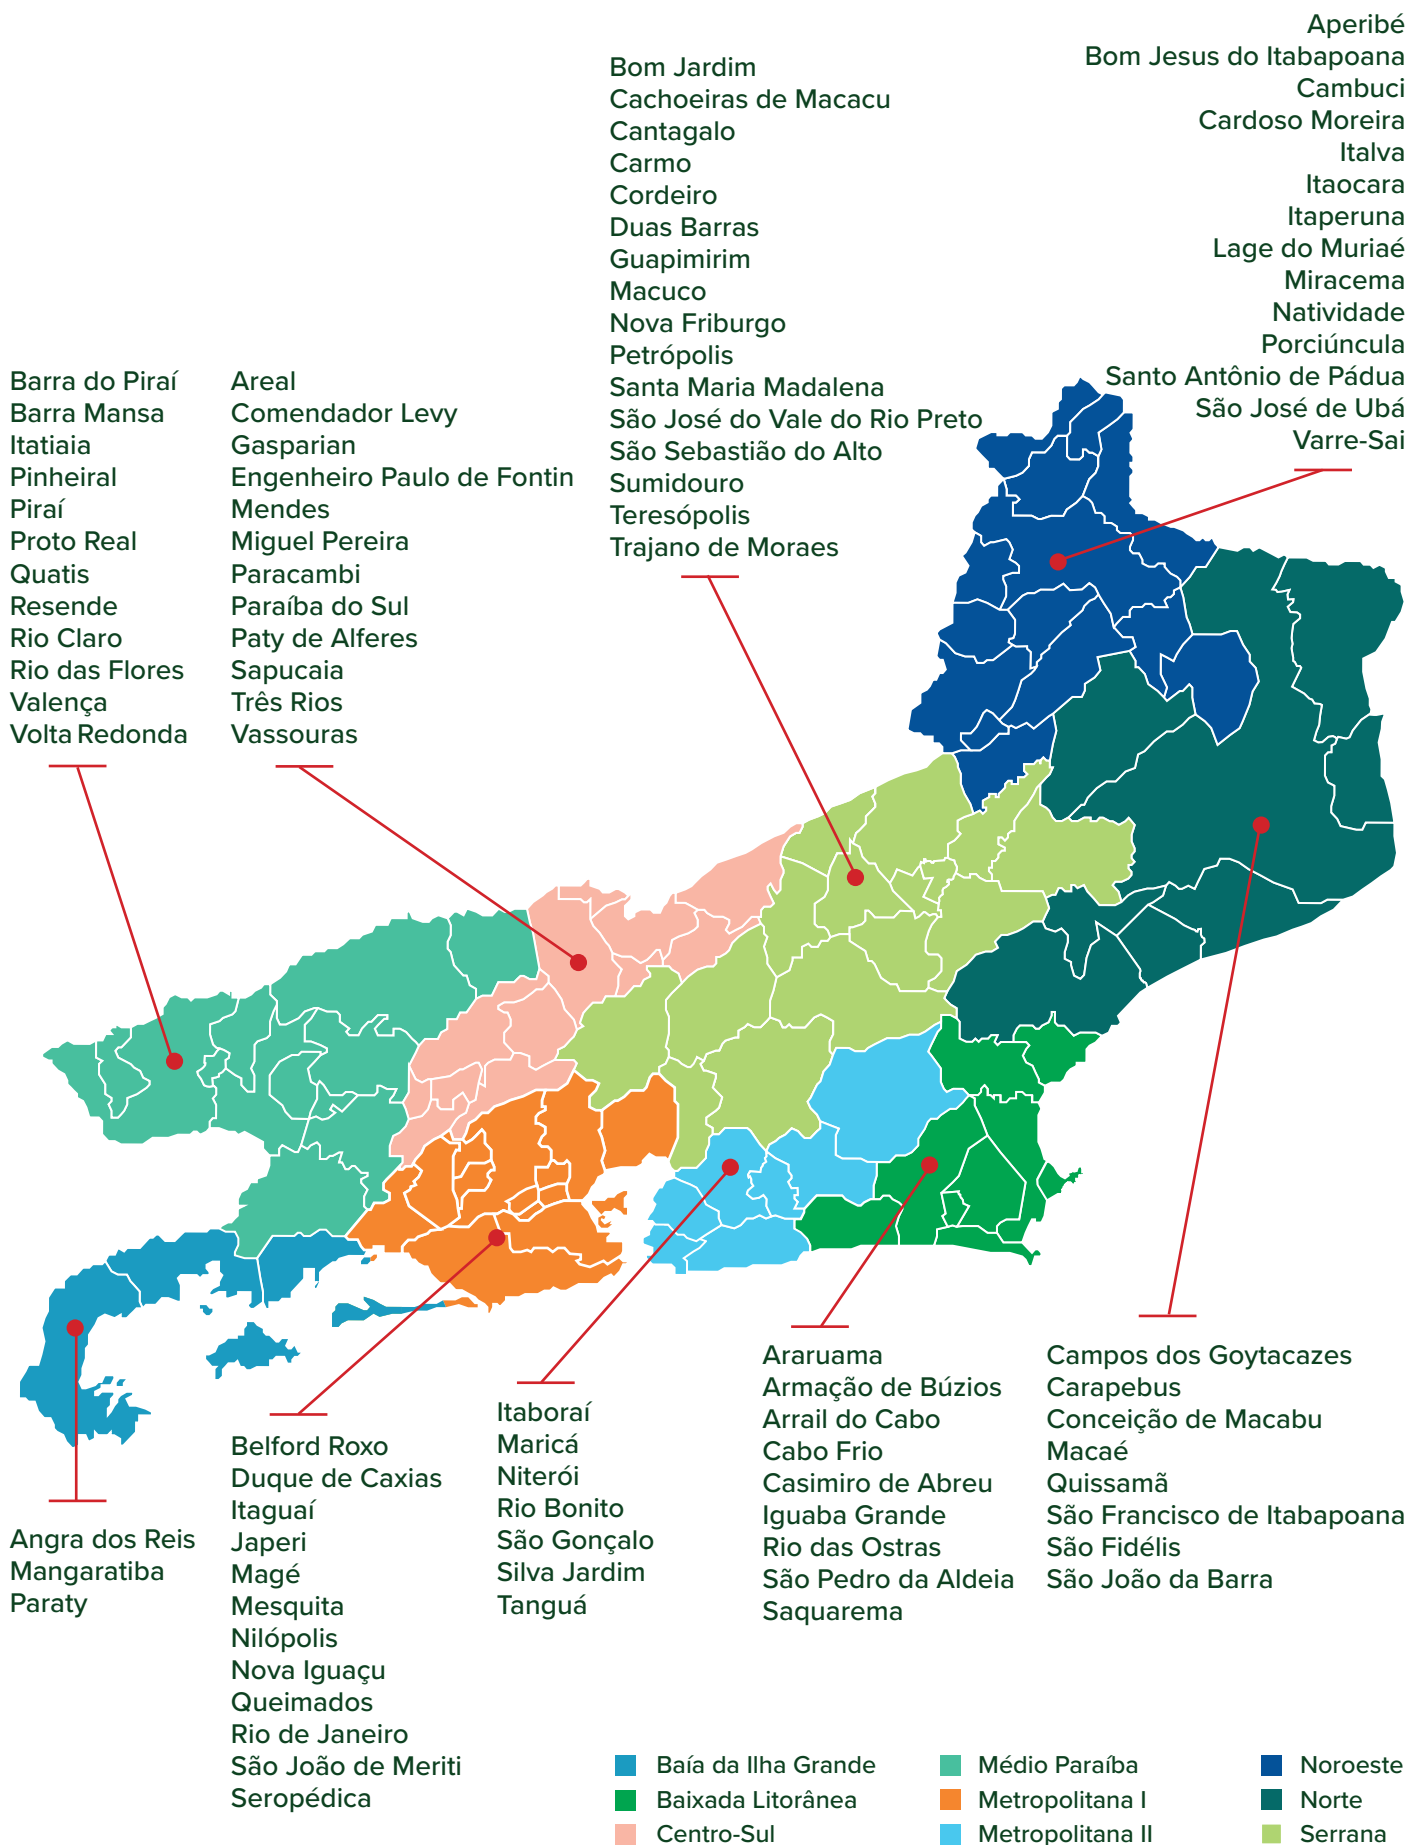 Aperibé
Bom Jesus do Itabapoana
Cambuci
Cardoso Moreira
Italva
Itaocara
Itaperuna
Lage do Muriaé
Miracema
Natividade
Porciúncula
Santo Antônio de Pádua
São José de Ubá
Varre-Sai
Bom Jardim
Cachoeiras de Macacu
Cantagalo
Carmo
Cordeiro
Duas Barras
Guapimirim
Macuco
Nova Friburgo
Petrópolis
Santa Maria Madalena
São José do Vale do Rio Preto
São Sebastião do Alto
Sumidouro
Teresópolis
Trajano de Moraes
Barra do Piraí
Barra Mansa
Itatiaia
Pinheiral
Piraí
Proto Real
Quatis
Resende
Rio Claro
Rio das Flores
Valença
Volta Redonda
Areal
Comendador Levy
Gasparian
Engenheiro Paulo de Fontin
Mendes
Miguel Pereira
Paracambi
Paraíba do Sul
Paty de Alferes
Sapucaia
Três Rios
Vassouras
Angra dos Reis
Mangaratiba
Paraty
Belford Roxo
Duque de Caxias
Itaguaí
Japeri
Magé
Mesquita
Nilópolis
Nova Iguaçu
Queimados
Rio de Janeiro
São João de Meriti
Seropédica
Itaboraí
Maricá
Niterói
Rio Bonito
São Gonçalo
Silva Jardim
Tanguá
Araruama
Armação de Búzios
Arrail do Cabo
Cabo Frio
Casimiro de Abreu
Iguaba Grande
Rio das Ostras
São Pedro da Aldeia
Saquarema
Campos dos Goytacazes
Carapebus
Conceição de Macabu
Macaé
Quissamã
São Francisco de Itabapoana
São Fidélis
São João da Barra
Baía da Ilha Grande
Baixada Litorânea
Centro-Sul
Médio Paraíba
Metropolitana I
Metropolitana II
Noroeste
Norte
Serrana